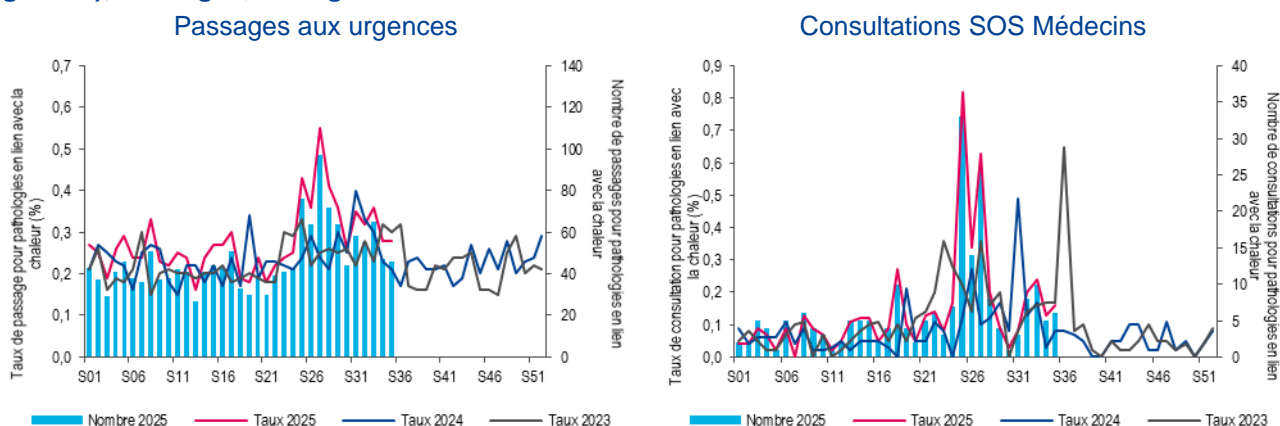 Passages aux urgences
Consultations SOS Médecins
Taux de passage pour pathologies en lien avec la
chaleur (%)
0,7
0,6
0,5
0,4
0,3
0,2
0,1
0,0
140
120
100
80
60
40
20
0
Nombre de passages pour pathologies en lien
avec la chaleur
S01 S06 S11 S16 S21 S26 S31 S36 S41 S46 S51
Nombre 2025 Taux 2025 Taux 2024 Taux 2023
Taux de consultation pour pathologies en lien avec
la chaleur (%)
0,9
0,8
0,7
0,6
0,5
0,4
0,3
0,2
0,1
0,0
40
35
30
25
20
15
10
5
0
Nombre de consultations pour pathologies en lien
avec la chaleur
S01 S06 S11 S16 S21 S26 S31 S36 S41 S46 S51
Nombre 2025 Taux 2025 Taux 2024 Taux 2023